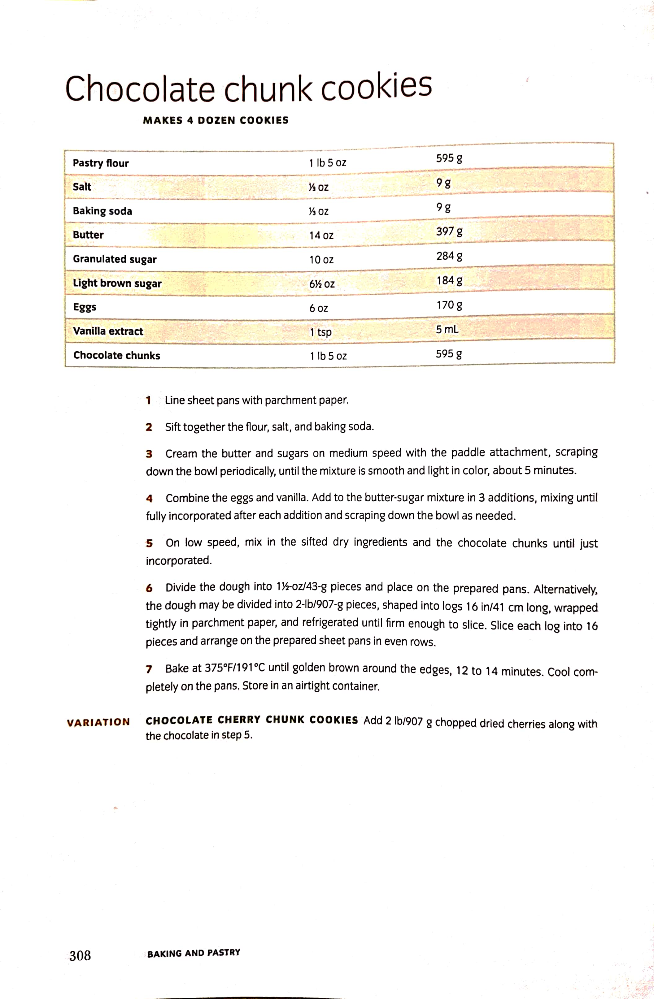 Chocolate chunk cookies
MAKES 4 DOZEN COOKIES
Pastry flour 1 lb 5 oz 595 g
Salt ⅓ oz 9 g
Baking soda ⅓ oz 9 g
Butter 14 oz 397 g
Granulated sugar 10 oz 284 g
Light brown sugar 6½ oz 184 g
Eggs 6 oz 170 g
Vanilla extract 1 tsp 5 mL
Chocolate chunks 1 lb 5 oz 595 g
1 Line sheet pans with parchment paper.
2 Sift together the flour, salt, and baking soda.
3 Cream the butter and sugars on medium speed with the paddle attachment, scraping
down the bowl periodically, until the mixture is smooth and light in color, about 5 minutes.
4 Combine the eggs and vanilla. Add to the butter-sugar mixture in 3 additions, mixing until
fully incorporated after each addition and scraping down the bowl as needed.
5 On low speed, mix in the sifted dry ingredients and the chocolate chunks until just
incorporated.
6 Divide the dough into 1½-oz/43-g pieces and place on the prepared pans. Alternatively,
the dough may be divided into 2-lb/907-g pieces, shaped into logs 16 in/41 cm long, wrapped
tightly in parchment paper, and refrigerated until firm enough to slice. Slice each log into 16
pieces and arrange on the prepared sheet pans in even rows.
7 Bake at 375°F/191°C until golden brown around the edges, 12 to 14 minutes. Cool com-
pletely on the pans. Store in an airtight container.
VARIATION CHOCOLATE CHERRY CHUNK COOKIES Add 2 lb/907 g chopped dried cherries along with
the chocolate in step 5.
308 BAKING AND PASTRY